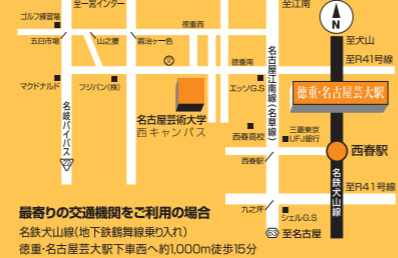 至一宮インター
至江南
ゴルフ練習場
徳重西
N
五日市場
山之腰
鍛治ヶ一色
至犬山
文
徳重南
至R41号線
マクドナルド
フジパン(株)
エッソG.S
徳重・名古屋芸大駅
名古屋江南線(名草線)
名古屋芸術大学
西キャンパス
名岐バイパス
22
西春高校
三菱東京
UFJ銀行
西春駅
西春駅
名鉄犬山線
至R41号線
九之坪
シェルG.S
63
至名古屋
最寄りの交通機関をご利用の場合
名鉄犬山線(地下鉄鶴舞線乗り入れ)
徳重・名古屋芸大駅下車西へ約1,000m徒歩15分